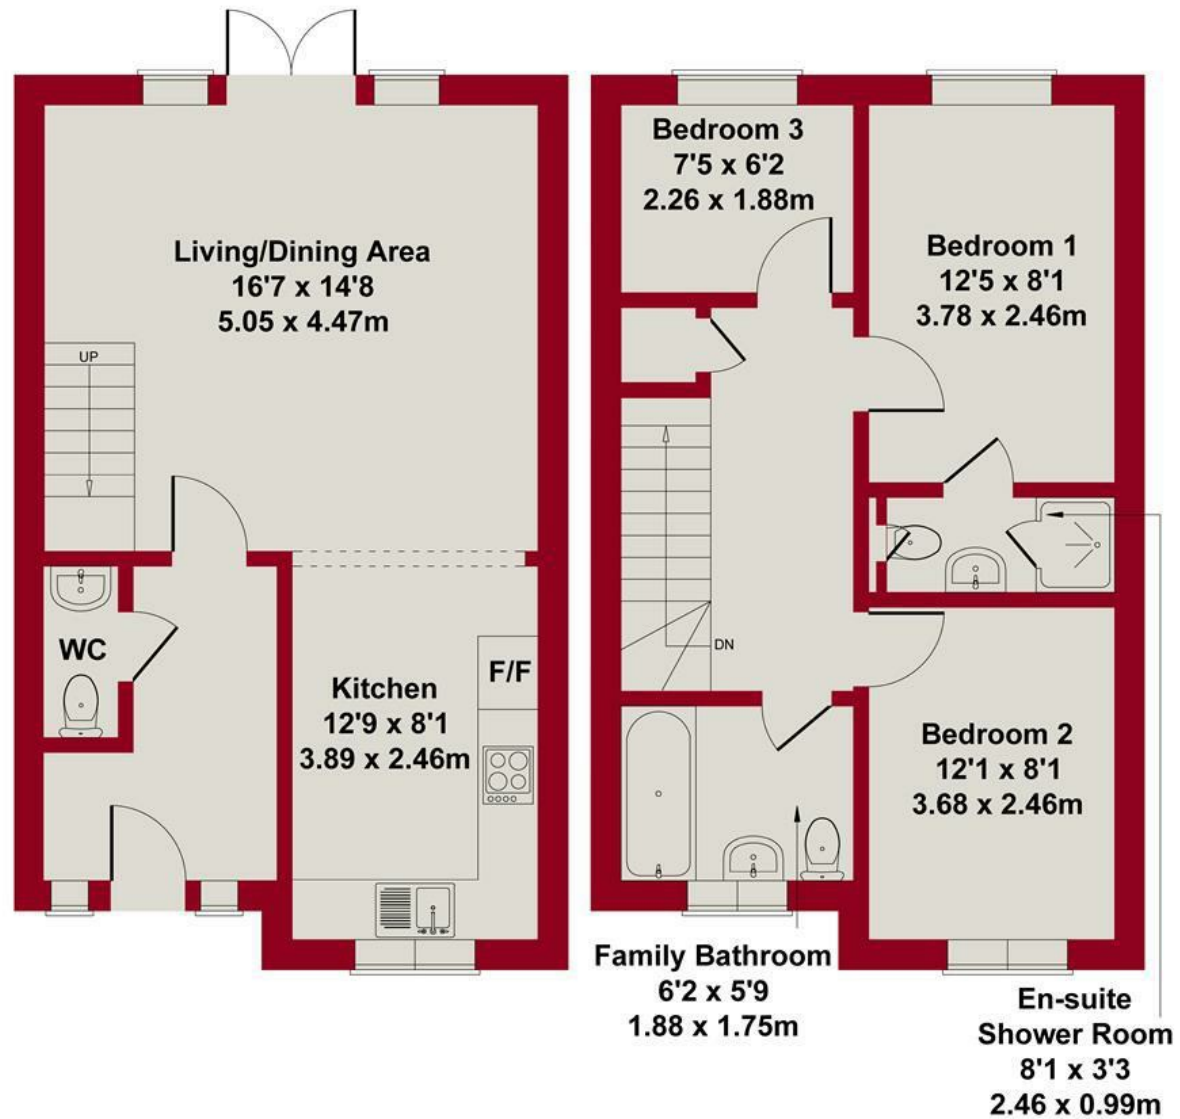 Living/Dining Area
16'7 x 14'8
5.05 x 4.47m
UP
WC
Kitchen
12'9 x 8'1
3.89 x 2.46m
F/F
Bedroom 3
7'5 x 6'2
2.26 x 1.88m
Bedroom 1
12'5 x 8'1
3.78 x 2.46m
DN
Bedroom 2
12'1 x 8'1
3.68 x 2.46m
Family Bathroom
6'2 x 5'9
1.88 x 1.75m
En-suite
Shower Room
8'1 x 3'3
2.46 x 0.99m